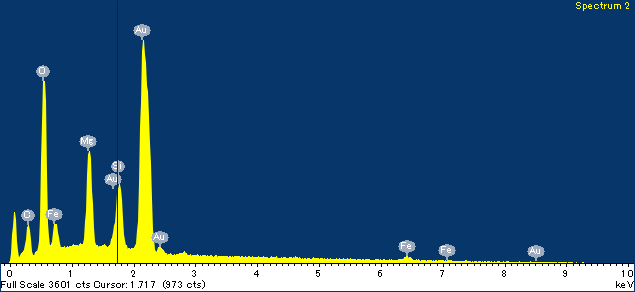 Spectrum 2
Au
O
Mg
Si
Au
O
Fe
Au
Fe
Fe
Au
0 1 2 3 4 5 6 7 8 9 10
Full Scale 3601 cts Cursor: 1.717 (973 cts) keV